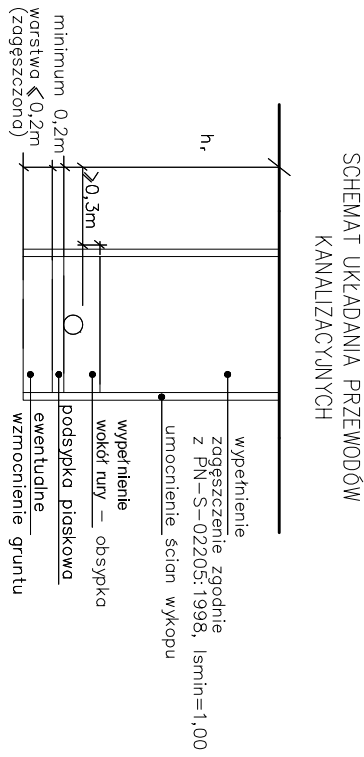 SCHEMAT UKŁADANIA PRZEWODÓW
KANALIZACYJNYCH
hᵣ
≥0,3m
minimum 0,2m
warstwa ≤0,2m
(zagęszczona)
wypełnienie
zagęszczenie zgodnie
z PN-S-02205:1998, Ismin=1,00
umocnienie ścian wykopu
wypełnienie
wokół rury – obsypka
podsypka piaskowa
ewentualne
wzmocnienie gruntu